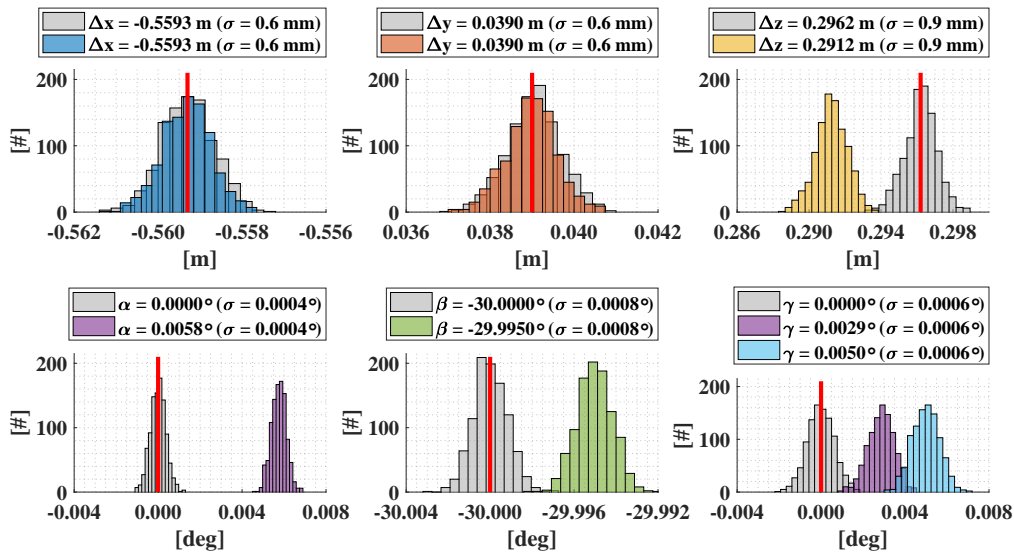 Δx = -0.5593 m (σ = 0.6 mm)
Δx = -0.5593 m (σ = 0.6 mm)
200
100
0
[#]
-0.562 -0.560 -0.558 -0.556
[m]
Δy = 0.0390 m (σ = 0.6 mm)
Δy = 0.0390 m (σ = 0.6 mm)
200
100
0
[#]
0.036 0.038 0.040 0.042
[m]
Δz = 0.2962 m (σ = 0.9 mm)
Δz = 0.2912 m (σ = 0.9 mm)
200
100
0
[#]
0.286 0.290 0.294 0.298
[m]
α = 0.0000° (σ = 0.0004°)
α = 0.0058° (σ = 0.0004°)
200
100
0
[#]
-0.004 0.000 0.004 0.008
[deg]
β = -30.0000° (σ = 0.0008°)
β = -29.9950° (σ = 0.0008°)
200
100
0
[#]
-30.004 -30.000 -29.996 -29.992
[deg]
γ = 0.0000° (σ = 0.0006°)
γ = 0.0029° (σ = 0.0006°)
γ = 0.0050° (σ = 0.0006°)
200
100
0
[#]
-0.004 0.000 0.004 0.008
[deg]